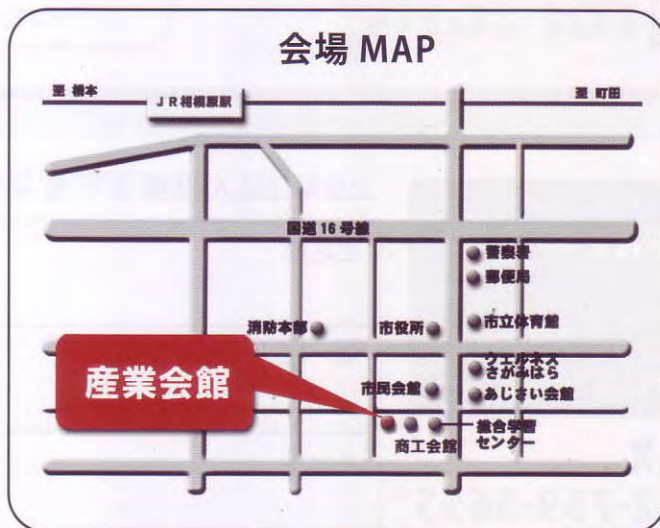 会場 MAP
至 橋本
JR相模原駅
至 町田
国道16号線
警察署
郵便局
消防本部
市役所
市立体育館
ウェルネス
さがみはら
産業会館
市民会館
あじさい会館
商工会館
総合学習
センター